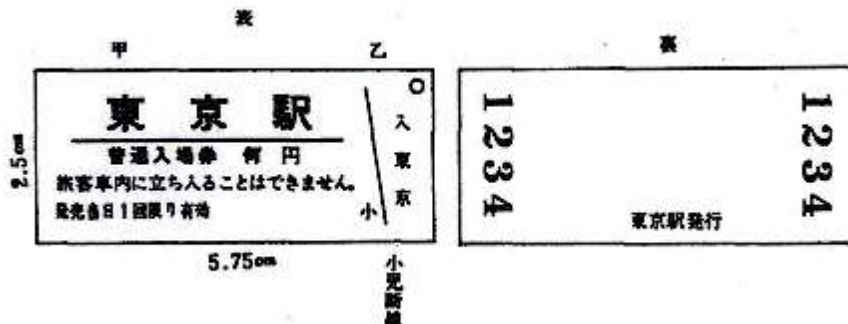 表
甲
乙
東京駅
普通入場券 何円
旅客車内に立ち入ることはできません。
発売当日1回限り有効
小
入東京
2.5cm
5.75cm
小児断線
裏
1234
1234
東京駅発行